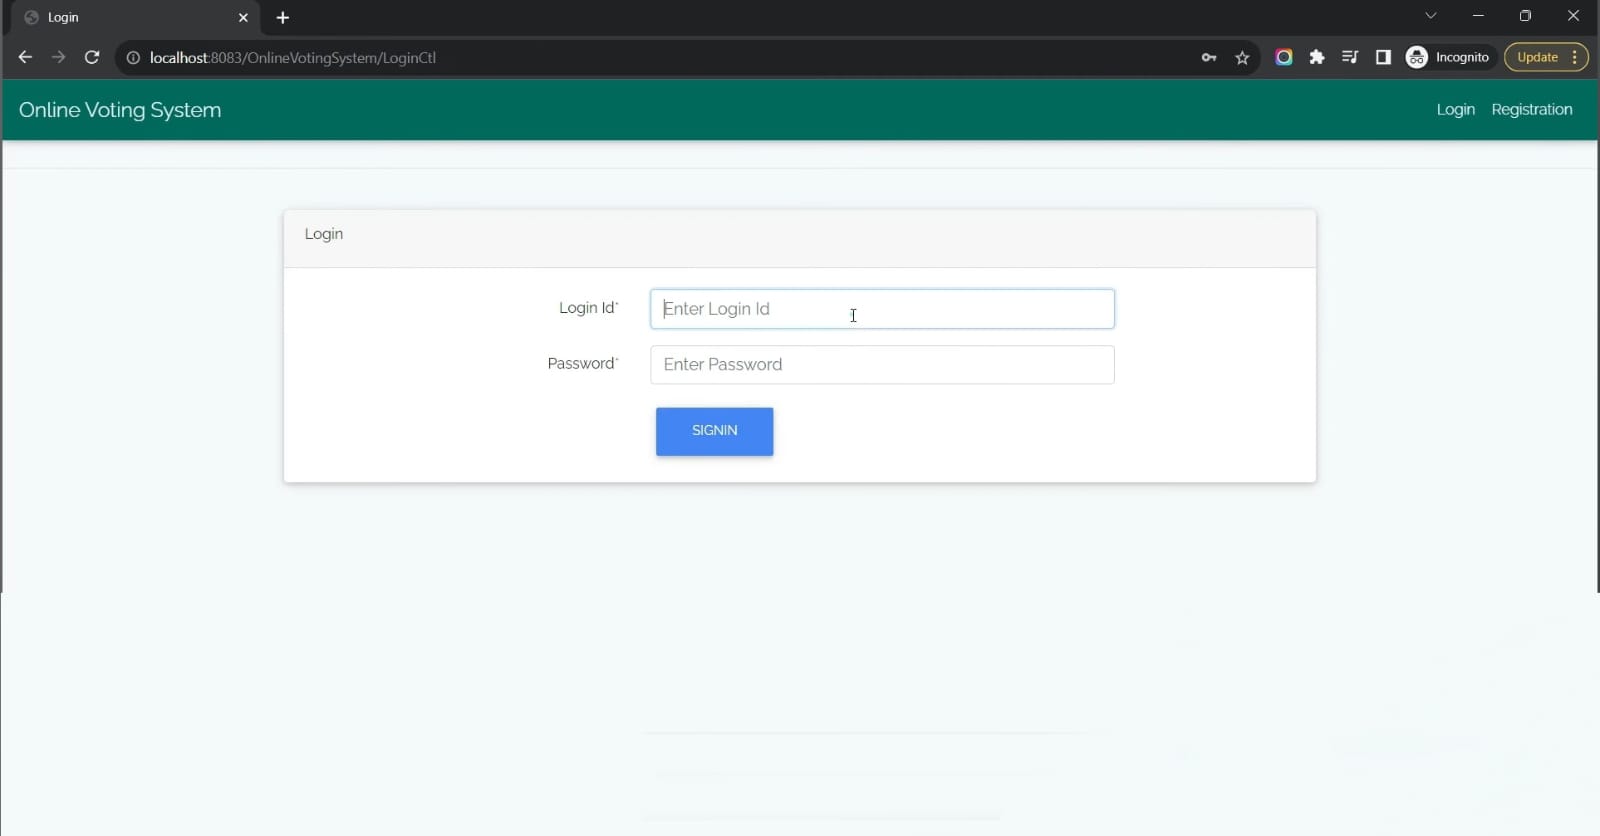 Login
localhost:8083/OnlineVotingSystem/LoginCtl
Incognito
Update
Online Voting System
Login Registration
Login
Login Id*
Enter Login Id
Password*
Enter Password
SIGNIN